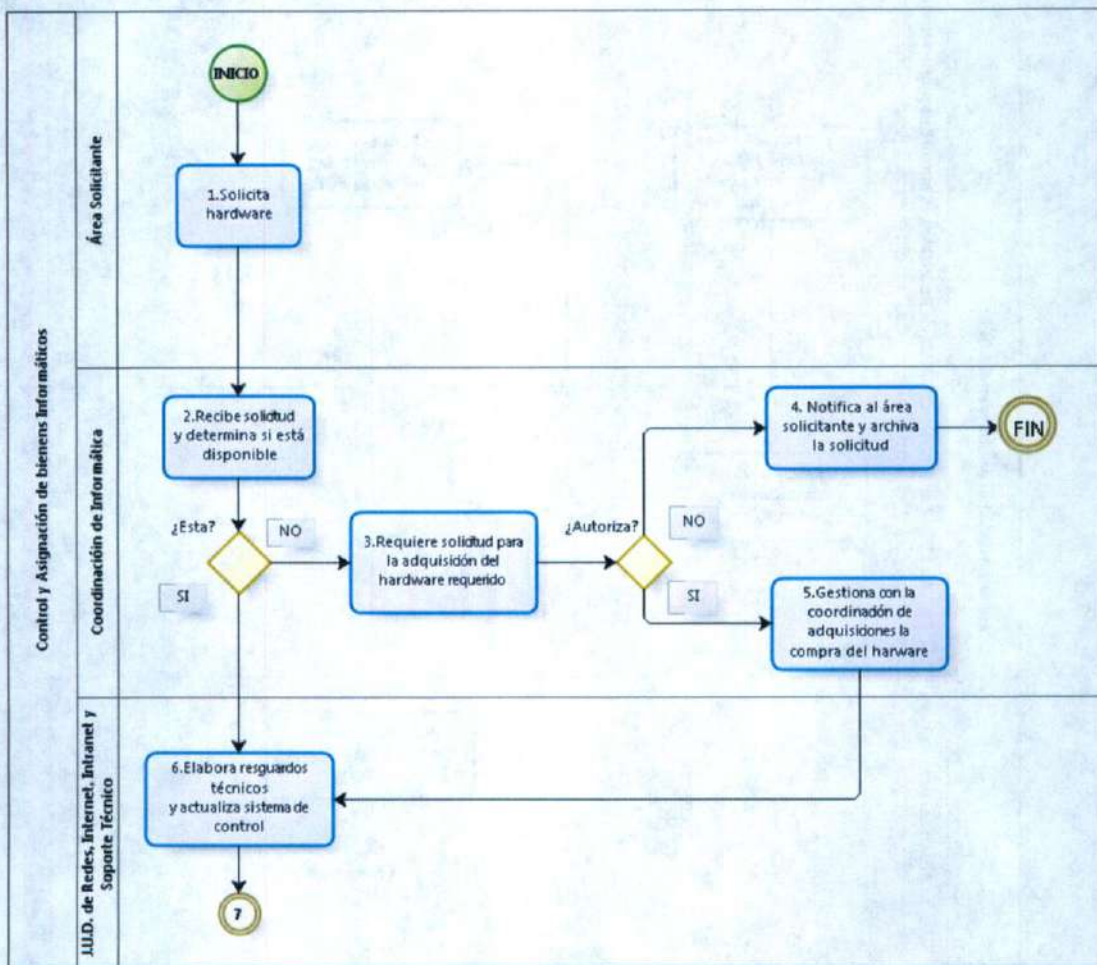 Control y Asignación de bienens Informáticos
Área Solicitante
INICIO
1.Solicita
hardware
Coordinacióin de Informática
2.Recibe solicitud
y determina si está
disponible
¿Esta?
NO
SI
3.Requiere solicitud para
la adquisición del
hardware requerido
¿Autoriza?
NO
SI
4. Notifica al área
solicitante y archiva
la solicitud
FIN
5.Gestiona con la
coordinación de
adquisiciones la
compra del harware
J.U.D. de Redes, Internet, Intranet y
Soporte Técnico
6.Elabora resguardos
técnicos
y actualiza sistema de
control
7